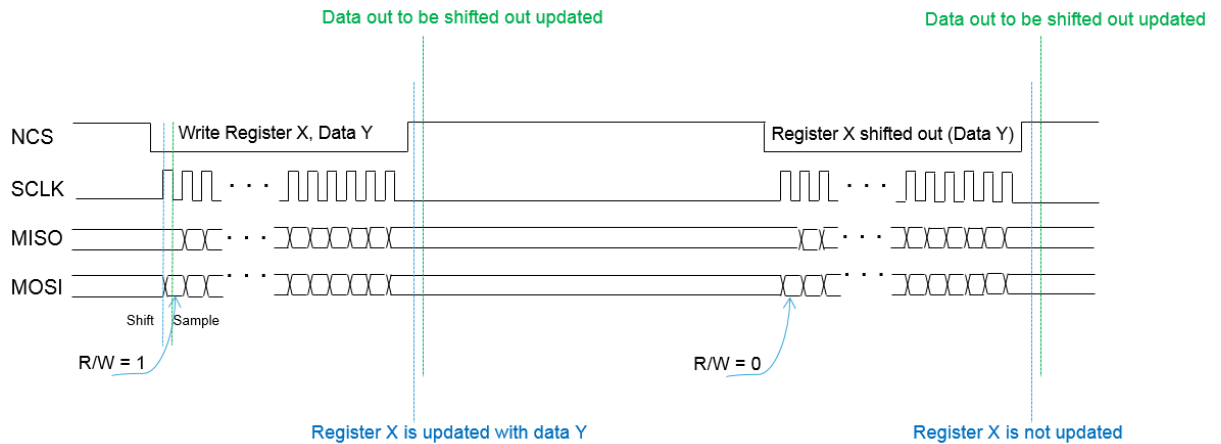 Data out to be shifted out updated
Data out to be shifted out updated
NCS
Write Register X, Data Y
Register X shifted out (Data Y)
SCLK
. . .
. . .
MISO
. . .
. . .
MOSI
. . .
. . .
Shift
Sample
R/W = 1
R/W = 0
Register X is updated with data Y
Register X is not updated